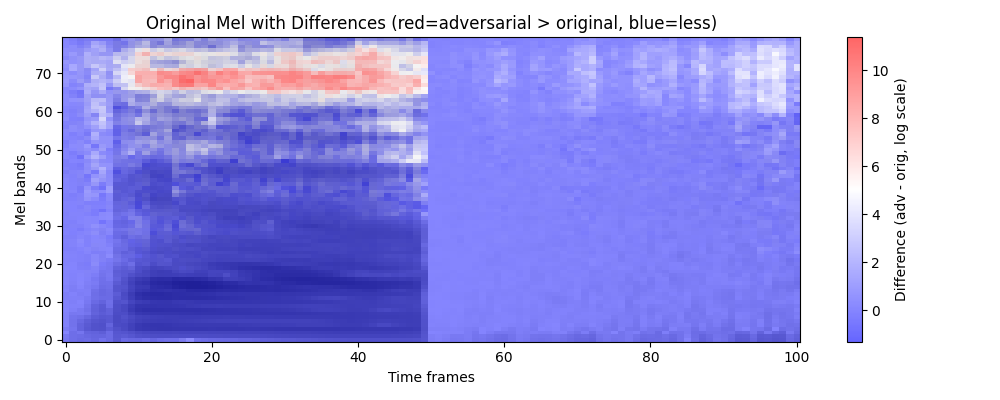 Original Mel with Differences (red=adversarial > original, blue=less)
Mel bands
70
60
50
40
30
20
10
0
0 20 40 60 80 100
Time frames
10
8
6
4
2
0
Difference (adv - orig, log scale)